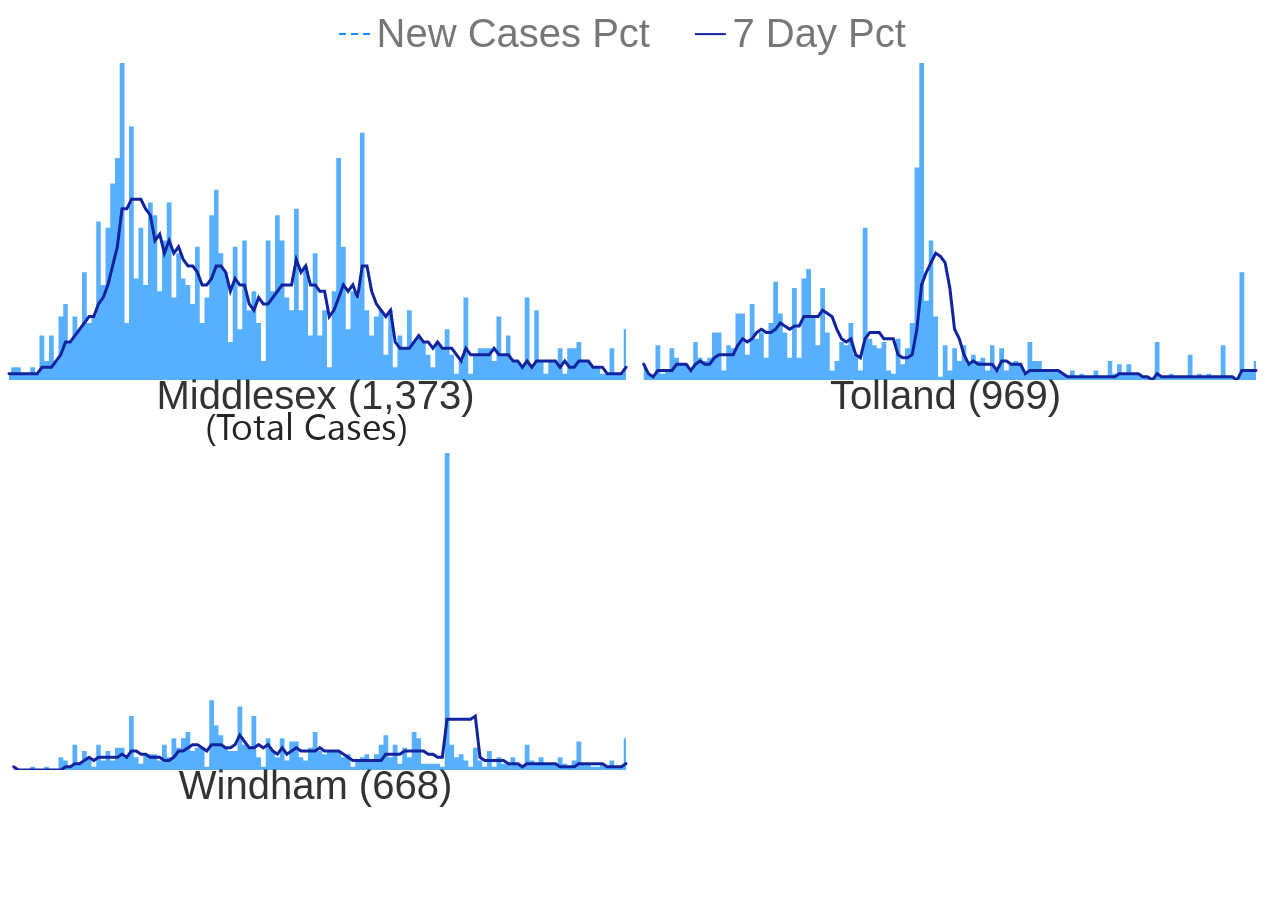 New Cases Pct 7 Day Pct
Middlesex (1,373) Tolland (969)
(Total Cases)
Windham (668)